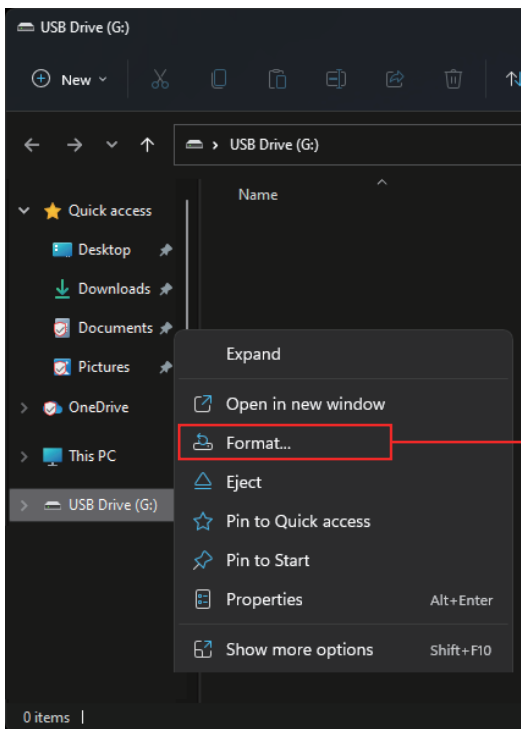 USB Drive (G:)
New
USB Drive (G:)
Name
Quick access
Desktop
Downloads
Documents
Pictures
OneDrive
This PC
USB Drive (G:)
Expand
Open in new window
Format...
Eject
Pin to Quick access
Pin to Start
Properties Alt+Enter
Show more options Shift+F10
0 items